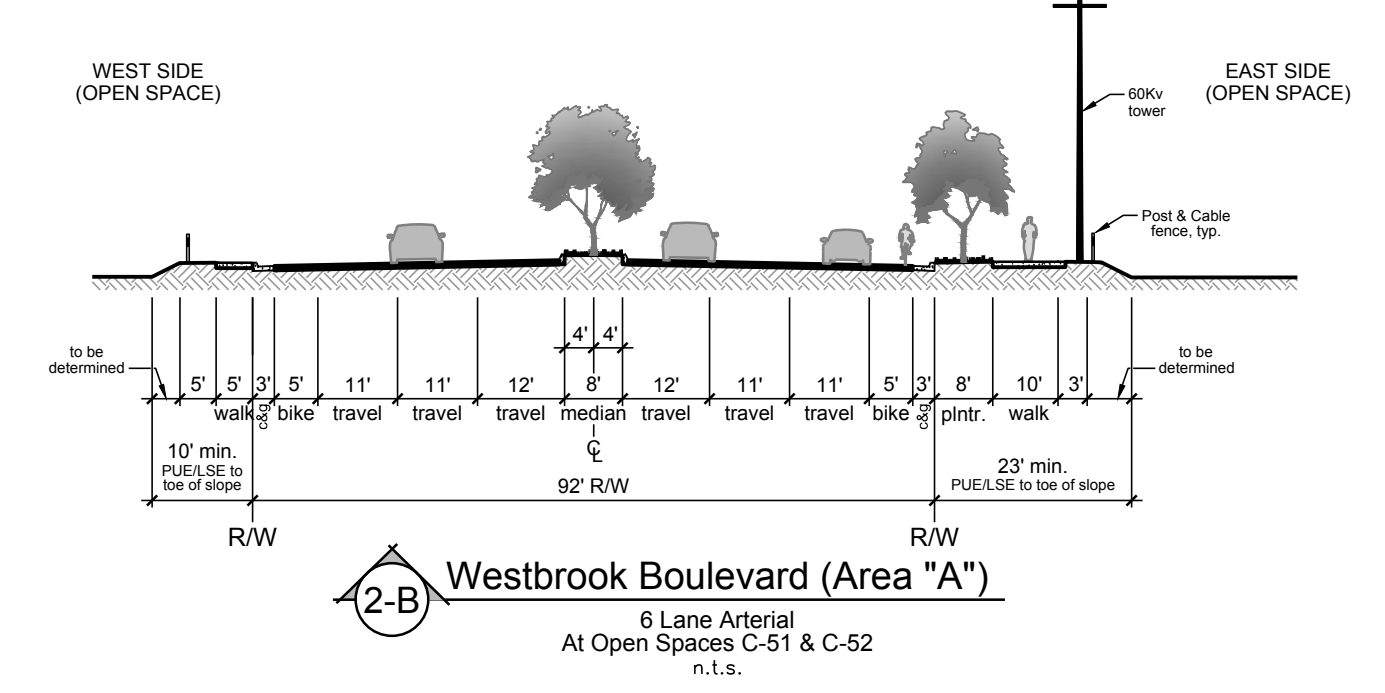 WEST SIDE
(OPEN SPACE)
EAST SIDE
(OPEN SPACE)
60Kv
tower
Post & Cable
fence, typ.
4' 4'
to be
determined
to be
determined
5' 5' 3' 5' 11' 11' 12' 8' 12' 11' 11' 5' 3' 8' 10' 3'
walk c&g bike travel travel travel median travel travel travel bike c&g plntr. walk
℄
10' min.
PUE/LSE to
toe of slope
92' R/W
23' min.
PUE/LSE to toe of slope
R/W R/W
2-B
Westbrook Boulevard (Area "A")
6 Lane Arterial
At Open Spaces C-51 & C-52
n.t.s.